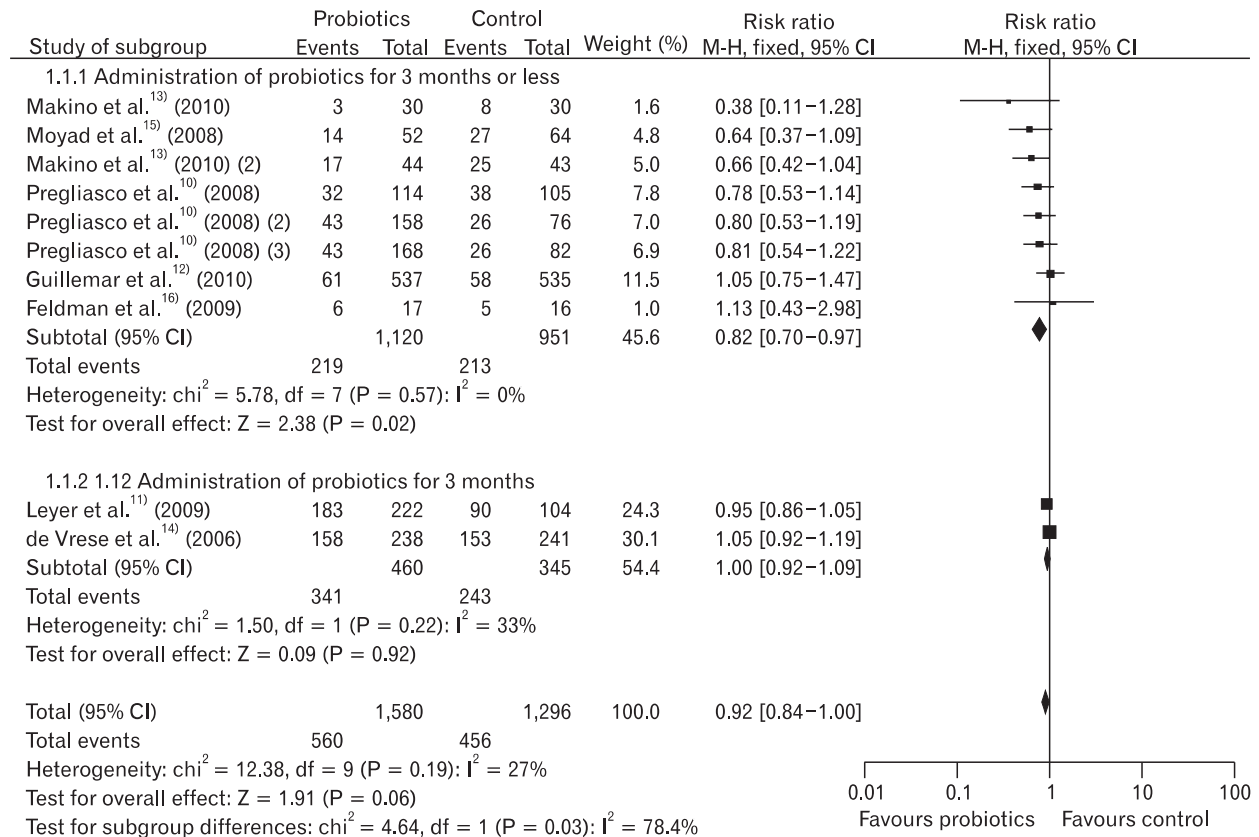 Probiotics Control Risk ratio Risk ratio
Study of subgroup Events Total Events Total Weight (%) M-H, fixed, 95% CI M-H, fixed, 95% CI
1.1.1 Administration of probiotics for 3 months or less
Makino et al.13) (2010) 3 30 8 30 1.6 0.38 [0.11−1.28]
Moyad et al.15) (2008) 14 52 27 64 4.8 0.64 [0.37−1.09]
Makino et al.13) (2010) (2) 17 44 25 43 5.0 0.66 [0.42−1.04]
Pregliasco et al.10) (2008) 32 114 38 105 7.8 0.78 [0.53−1.14]
Pregliasco et al.10) (2008) (2) 43 158 26 76 7.0 0.80 [0.53−1.19]
Pregliasco et al.10) (2008) (3) 43 168 26 82 6.9 0.81 [0.54−1.22]
Guillemar et al.12) (2010) 61 537 58 535 11.5 1.05 [0.75−1.47]
Feldman et al.16) (2009) 6 17 5 16 1.0 1.13 [0.43−2.98]
Subtotal (95% CI) 1,120 951 45.6 0.82 [0.70−0.97]
Total events 219 213
Heterogeneity: chi2 = 5.78, df = 7 (P = 0.57): I2 = 0%
Test for overall effect: Z = 2.38 (P = 0.02)
1.1.2 1.12 Administration of probiotics for 3 months
Leyer et al.11) (2009) 183 222 90 104 24.3 0.95 [0.86−1.05]
de Vrese et al.14) (2006) 158 238 153 241 30.1 1.05 [0.92−1.19]
Subtotal (95% CI) 460 345 54.4 1.00 [0.92−1.09]
Total events 341 243
Heterogeneity: chi2 = 1.50, df = 1 (P = 0.22): I2 = 33%
Test for overall effect: Z = 0.09 (P = 0.92)
Total (95% CI) 1,580 1,296 100.0 0.92 [0.84−1.00]
Total events 560 456
Heterogeneity: chi2 = 12.38, df = 9 (P = 0.19): I2 = 27%
Test for overall effect: Z = 1.91 (P = 0.06)
Test for subgroup differences: chi2 = 4.64, df = 1 (P = 0.03): I2 = 78.4%
0.01 0.1 1 10 100
Favours probiotics Favours control